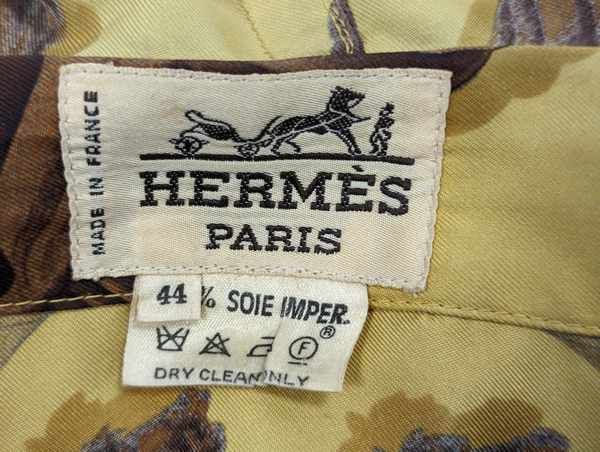 MADE IN FRANCE
HERMÈS
PARIS
44 % SOIE IMPER.
®
F
DRY CLEAN ONLY